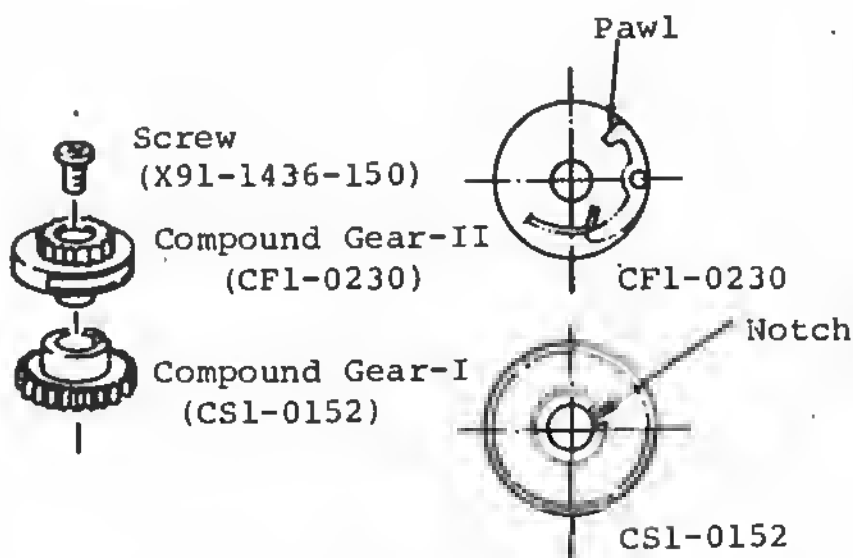 Pawl
Screw
(X91-1436-150)
Compound Gear-II
(CF1-0230)
CF1-0230
Notch
Compound Gear-I
(CS1-0152)
CS1-0152